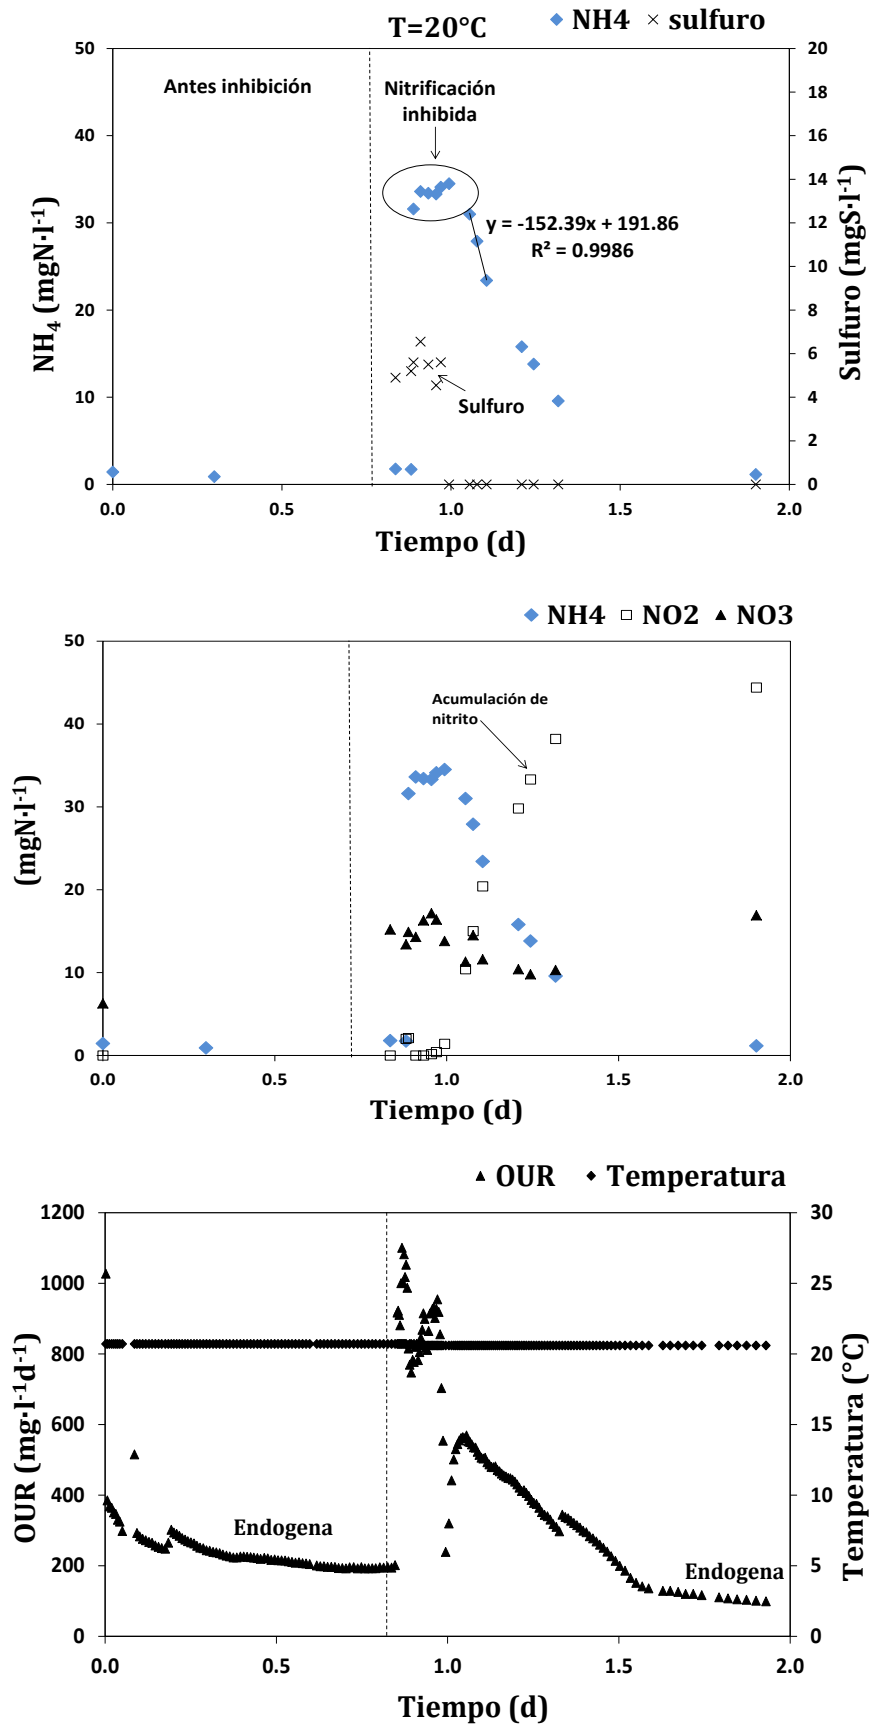 T=20°C
NH4 sulfuro
50 20
Antes inhibición
Nitrificación
inhibida
18
40 16
14
30 12
y = -152.39x + 191.86
R² = 0.9986
10
20 8
6
10 4
Sulfuro
2
0 0
0.0 0.5 1.0 1.5 2.0
NH₄ (mgN·l⁻¹)
Sulfuro (mgS·l⁻¹)
Tiempo (d)
NH4 NO2 NO3
50
Acumulación de
nitrito
40
30
20
10
0
0.0 0.5 1.0 1.5 2.0
(mgN·l⁻¹)
Tiempo (d)
OUR Temperatura
1200 30
1000 25
800 20
600 15
400 10
Endogena
200 5
Endogena
0 0
0.0 0.5 1.0 1.5 2.0
OUR (mg·l⁻¹d⁻¹)
Temperatura (°C)
Tiempo (d)